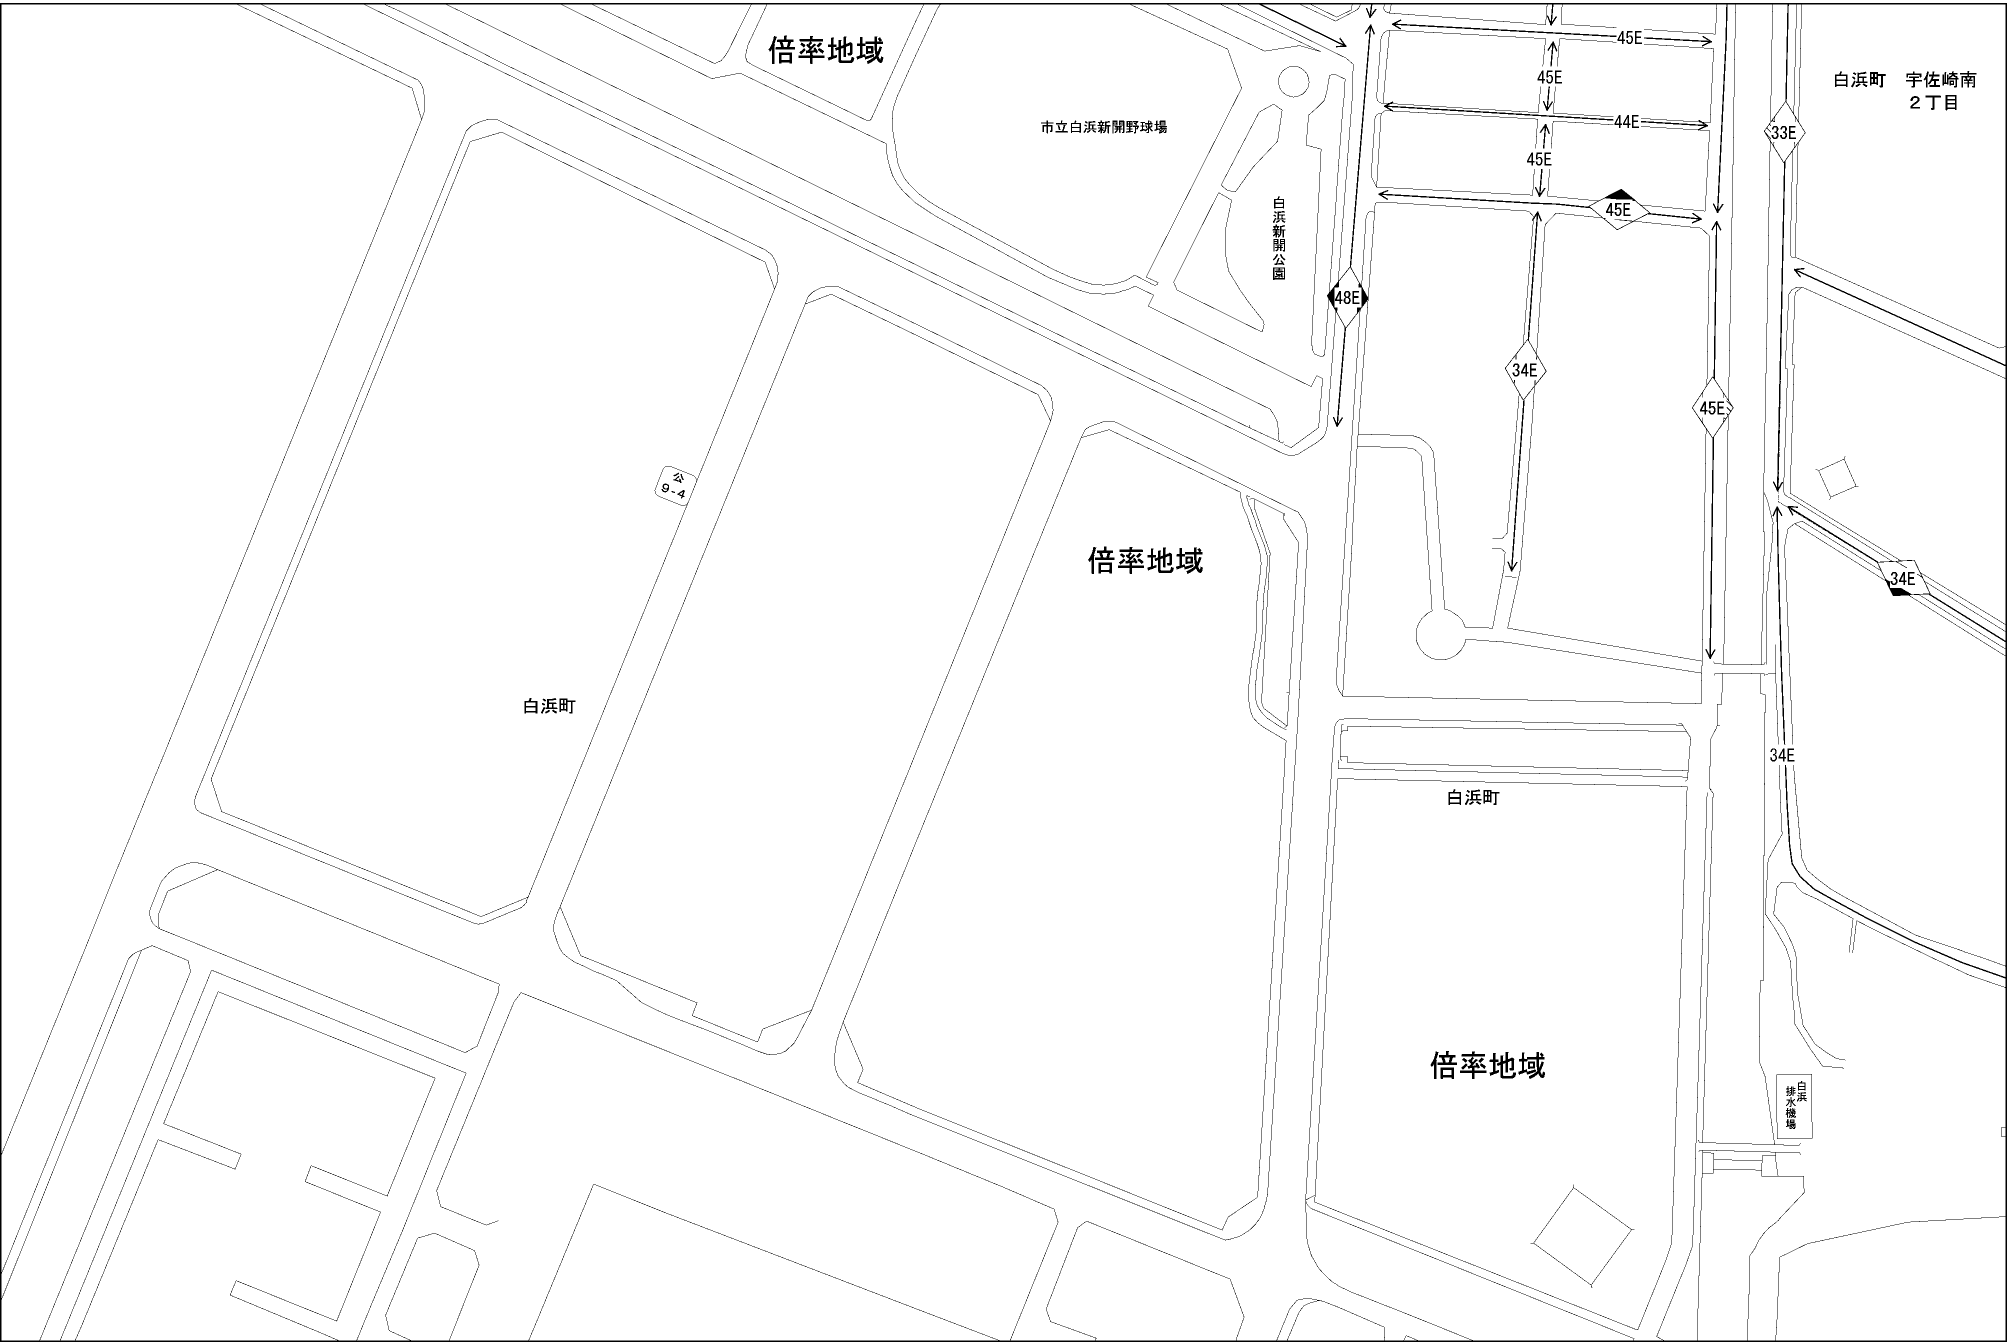 倍率地域
45E
45E
白浜町 宇佐崎南
２丁目
市立白浜新開野球場
44E
33E
45E
白浜新開公園
45E
48E
34E
45E
公
9-4
倍率地域
34E
白浜町
34E
白浜町
倍率地域
白浜
排水機場